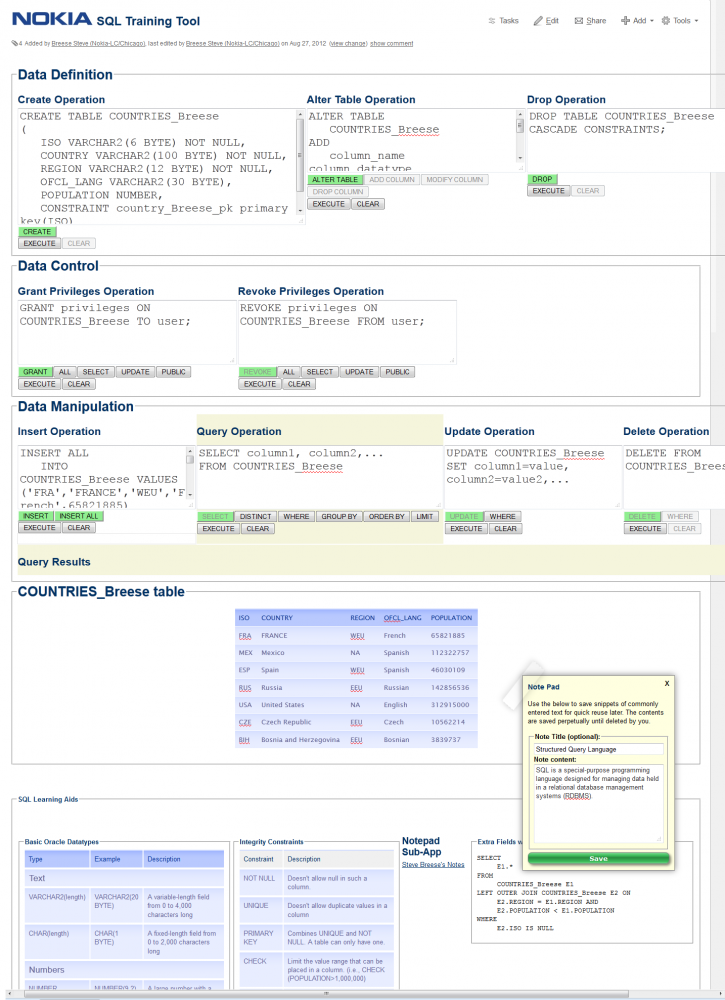 NOKIA SQL Training Tool
Tasks Edit Share Add Tools
4 Added by Breese Steve (Nokia-LC/Chicago), last edited by Breese Steve (Nokia-LC/Chicago) on Aug 27, 2012 (view change) show comment
Data Definition
Create Operation
CREATE TABLE COUNTRIES_Breese
(
ISO VARCHAR2(6 BYTE) NOT NULL,
COUNTRY VARCHAR2(100 BYTE) NOT NULL,
REGION VARCHAR2(12 BYTE) NOT NULL,
OFCL_LANG VARCHAR2(30 BYTE),
POPULATION NUMBER,
CONSTRAINT country_Breese_pk primary
key(ISO)
CREATE
EXECUTE CLEAR
Alter Table Operation
ALTER TABLE
COUNTRIES_Breese
ADD
column_name
column_datatype
ALTER TABLE ADD COLUMN MODIFY COLUMN
DROP COLUMN
EXECUTE CLEAR
Drop Operation
DROP TABLE COUNTRIES_Breese
CASCADE CONSTRAINTS;
DROP
EXECUTE CLEAR
Data Control
Grant Privileges Operation
GRANT privileges ON
COUNTRIES_Breese TO user;
GRANT ALL SELECT UPDATE PUBLIC
EXECUTE CLEAR
Revoke Privileges Operation
REVOKE privileges ON
COUNTRIES_Breese FROM user;
REVOKE ALL SELECT UPDATE PUBLIC
EXECUTE CLEAR
Data Manipulation
Insert Operation
INSERT ALL
INTO
COUNTRIES_Breese VALUES
('FRA','FRANCE','WEU','F
rench',65821885)
INSERT INSERT ALL
EXECUTE CLEAR
Query Operation
SELECT column1, column2,...
FROM COUNTRIES_Breese
SELECT DISTINCT WHERE GROUP BY ORDER BY LIMIT
EXECUTE CLEAR
Update Operation
UPDATE COUNTRIES_Breese
SET column1=value,
column2=value2,...
UPDATE WHERE
EXECUTE CLEAR
Delete Operation
DELETE FROM
COUNTRIES_Brees
DELETE WHERE
EXECUTE CLEAR
Query Results
COUNTRIES_Breese table
ISO COUNTRY REGION OFCL_LANG POPULATION
FRA FRANCE WEU French 65821885
MEX Mexico NA Spanish 112322757
ESP Spain WEU Spanish 46030109
RUS Russia EEU Russian 142856536
USA United States NA English 312915000
CZE Czech Republic EEU Czech 10562214
BIH Bosnia and Herzegovina EEU Bosnian 3839737
Note Pad X
Use the below to save snippets of commonly
entered text for quick reuse later. The contents
are saved perpetually until deleted by you.
Note Title (optional):
Structured Query Language
Note content:
SQL is a special-purpose programming
language designed for managing data held
in a relational database management
systems (RDBMS).
Save
SQL Learning Aids
Basic Oracle Datatypes
Type Example Description
Text
VARCHAR2(length) VARCHAR2(20 BYTE) A variable-length field from 0 to 4,000 characters long
CHAR(length) CHAR(1 BYTE) A fixed-length field from 0 to 2,000 characters long
Numbers
NUMBER NUMBER(9,2) A large number with a
Integrity Constraints
Constraint Description
NOT NULL Doesn't allow null in such a column.
UNIQUE Doesn't allow duplicate values in a column
PRIMARY KEY Combines UNIQUE and NOT NULL. A table can only have one.
CHECK Limit the value range that can be placed in a column. (i.e., CHECK (POPULATION>1,000,000)
Notepad
Sub-App
Steve Breese's Notes
Extra Fields w
SELECT
E1.*
FROM
COUNTRIES_Breese E1
LEFT OUTER JOIN COUNTRIES_Breese E2 ON
E2.REGION = E1.REGION AND
E2.POPULATION < E1.POPULATION
WHERE
E2.ISO IS NULL